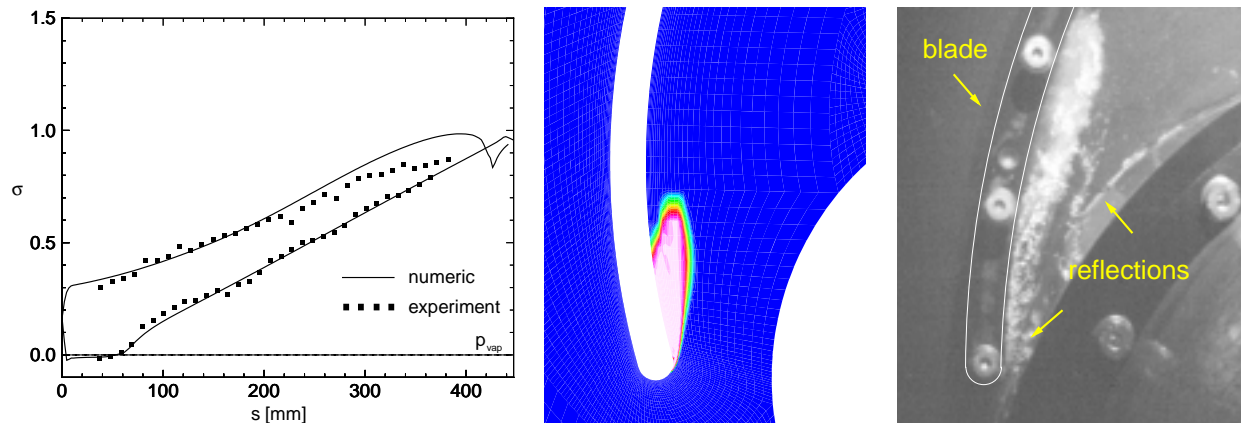 1.5
1.0
σ
0.5
numeric
experiment
p_vap
0.0
0 100 200 300 400
s [mm]
blade
reflections